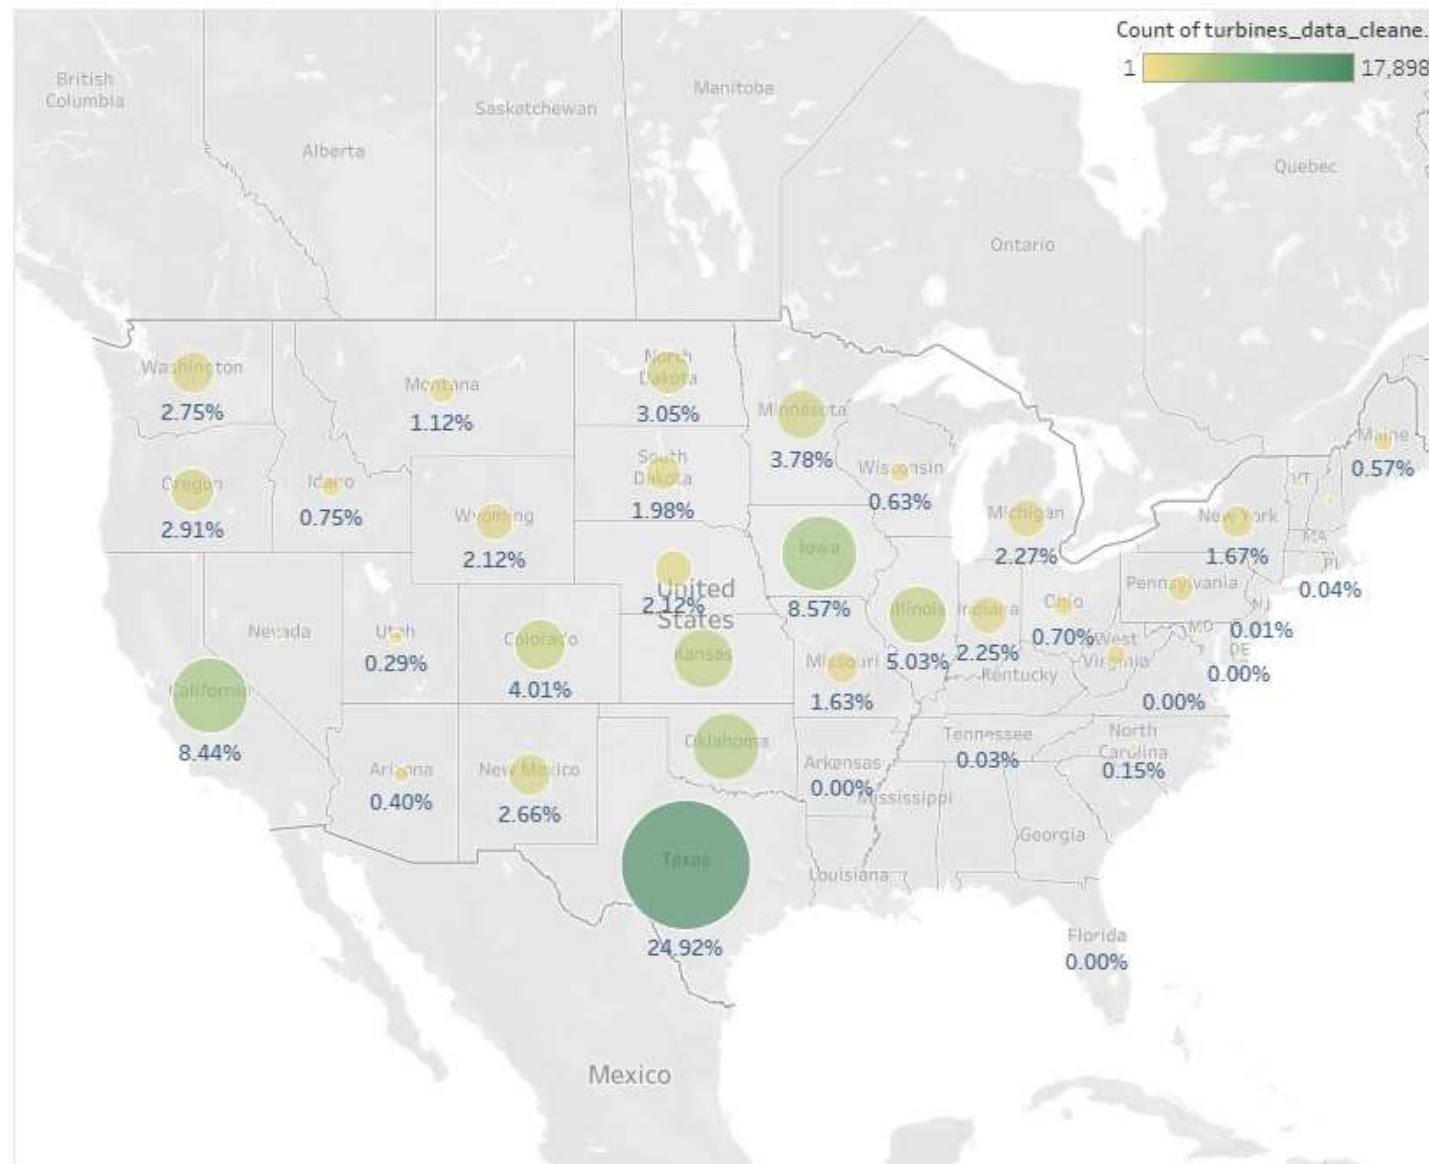 Count of turbines_data_cleane.
1 17,898
British
Columbia
Alberta
Saskatchewan
Manitoba
Ontario
Quebec
Washington
2.75%
Montana
1.12%
North
Dakota
3.05%
Minnesota
3.78%
Maine
0.57%
Oregon
2.91%
Idaho
0.75%
Wyoming
2.12%
South
Dakota
1.98%
Wisconsin
0.63%
Michigan
2.27%
New York
1.67%
VT
MA
RI
0.04%
United
States
2.12%
Iowa
8.57%
Illinois
5.03%
Indiana
2.25%
Ohio
0.70%
Pennsylvania
NJ
0.01%
MD
DE
0.00%
West
Virginia
0.00%
Nevada
Utah
0.29%
Colorado
4.01%
Kansas
Missouri
1.63%
Kentucky
California
8.44%
Arizona
0.40%
New Mexico
2.66%
Oklahoma
Arkansas
0.00%
Tennessee
0.03%
North
Carolina
0.15%
Mississippi
Georgia
Texas
24.92%
Louisiana
Florida
0.00%
Mexico